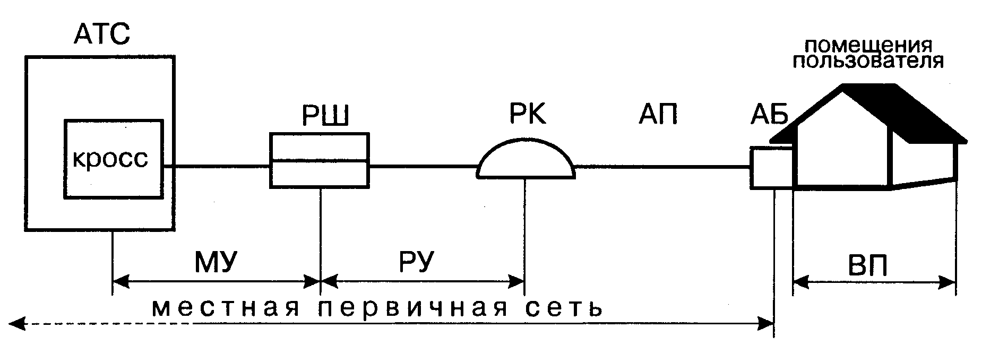 АТС
помещения
пользователя
РШ
РК
АП
АБ
кросс
МУ
РУ
ВП
местная первичная сеть